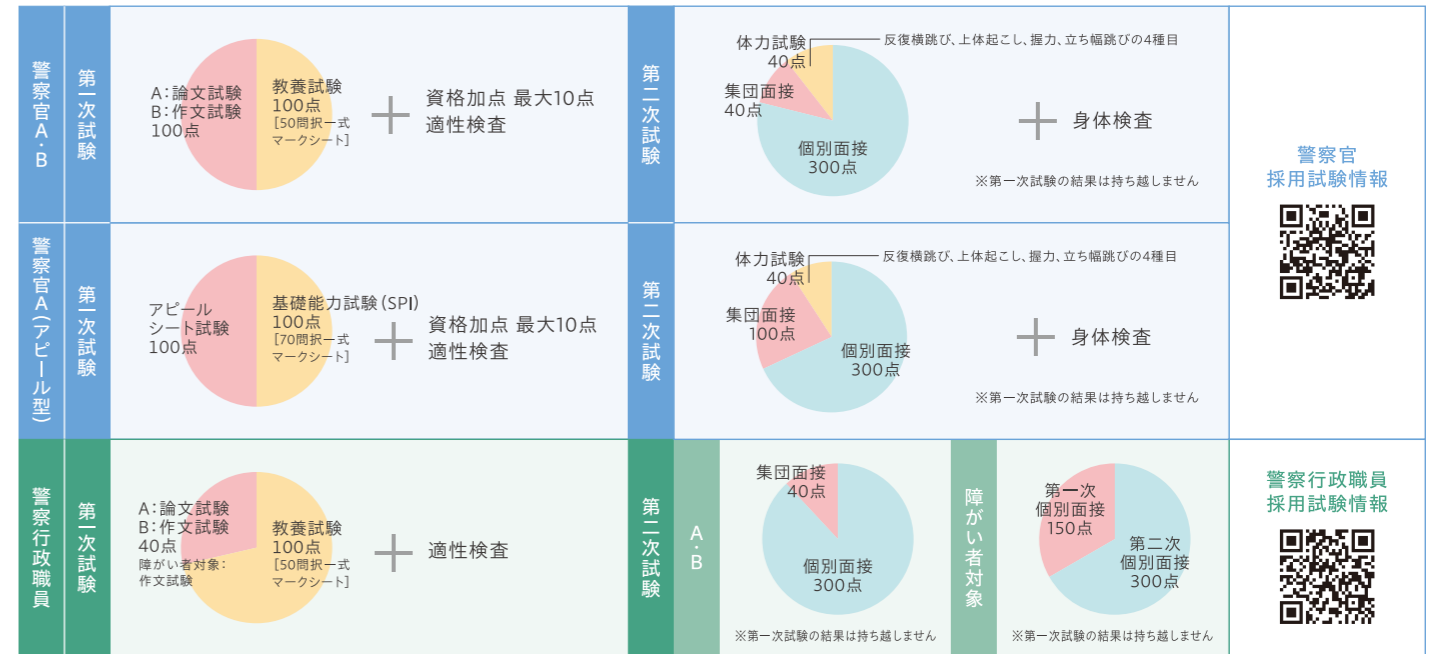 警察官A・B
第一次試験
A：論文試験
B：作文試験
100点
教養試験
100点
[50問択一式
マークシート]
＋
資格加点 最大10点
適性検査
第二次試験
体力試験
40点
反復横跳び、上体起こし、握力、立ち幅跳びの4種目
集団面接
40点
個別面接
300点
＋
身体検査
※第一次試験の結果は持ち越しません
警察官
採用試験情報
警察官A（アピール型）
第一次試験
アピール
シート試験
100点
基礎能力試験（SPI）
100点
[70問択一式
マークシート]
＋
資格加点 最大10点
適性検査
第二次試験
体力試験
40点
反復横跳び、上体起こし、握力、立ち幅跳びの4種目
集団面接
100点
個別面接
300点
＋
身体検査
※第一次試験の結果は持ち越しません
警察行政職員
第一次試験
A：論文試験
B：作文試験
40点
障がい者対象：
作文試験
教養試験
100点
[50問択一式
マークシート]
＋
適性検査
第二次試験
A・B
集団面接
40点
個別面接
300点
※第一次試験の結果は持ち越しません
障がい者対象
第一次
個別面接
150点
第二次
個別面接
300点
※第一次試験の結果は持ち越しません
警察行政職員
採用試験情報